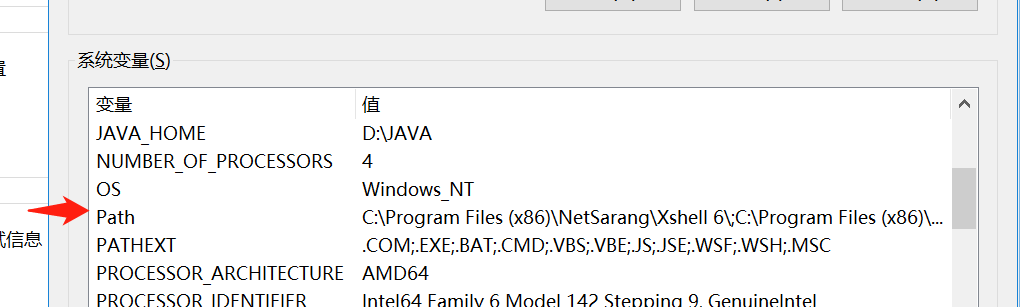 系统变量(S)
变量 值
JAVA_HOME D:\JAVA
置
NUMBER_OF_PROCESSORS 4
OS Windows_NT
Path C:\Program Files (x86)\NetSarang\Xshell 6\;C:\Program Files (x86)\...
试信息
PATHEXT .COM;.EXE;.BAT;.CMD;.VBS;.VBE;.JS;.JSE;.WSF;.WSH;.MSC
PROCESSOR_ARCHITECTURE AMD64
PROCESSOR_IDENTIFIER Intel64 Family 6 Model 142 Stepping 9, GenuineIntel